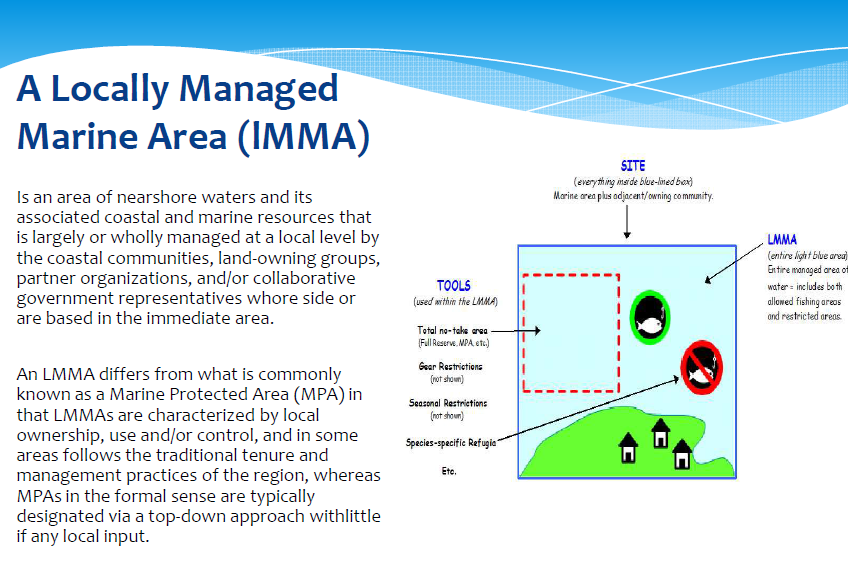 A Locally Managed
Marine Area (lMMA)
Is an area of nearshore waters and its
associated coastal and marine resources that
is largely or wholly managed at a local level by
the coastal communities, land-owning groups,
partner organizations, and/or collaborative
government representatives whore side or
are based in the immediate area.
An LMMA differs from what is commonly
known as a Marine Protected Area (MPA) in
that LMMAs are characterized by local
ownership, use and/or control, and in some
areas follows the traditional tenure and
management practices of the region, whereas
MPAs in the formal sense are typically
designated via a top-down approach withlittle
if any local input.
SITE
(everything inside blue-lined box)
Marine area plus adjacent/owning community.
LMMA
(entire light blue area)
Entire managed area of
water = includes both
allowed fishing areas
and restricted areas.
TOOLS
(used within the LMMA)
Total no-take area
(Full Reserve, MPA, etc.)
Gear Restrictions
(not shown)
Seasonal Restrictions
(not shown)
Species-specific Refugia
Etc.